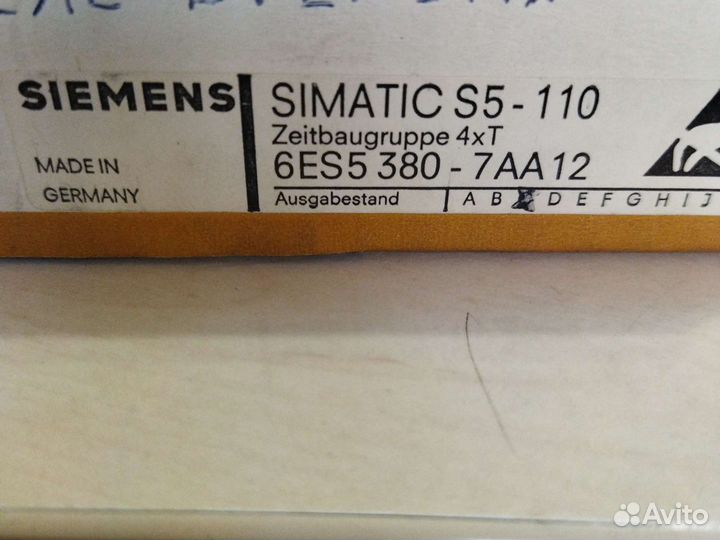 SIEMENS SIMATIC S5-110
Zeitbaugruppe 4xT
MADE IN 6ES5 380-7AA12
GERMANY Ausgabestand A B D E F G H I J
Avito